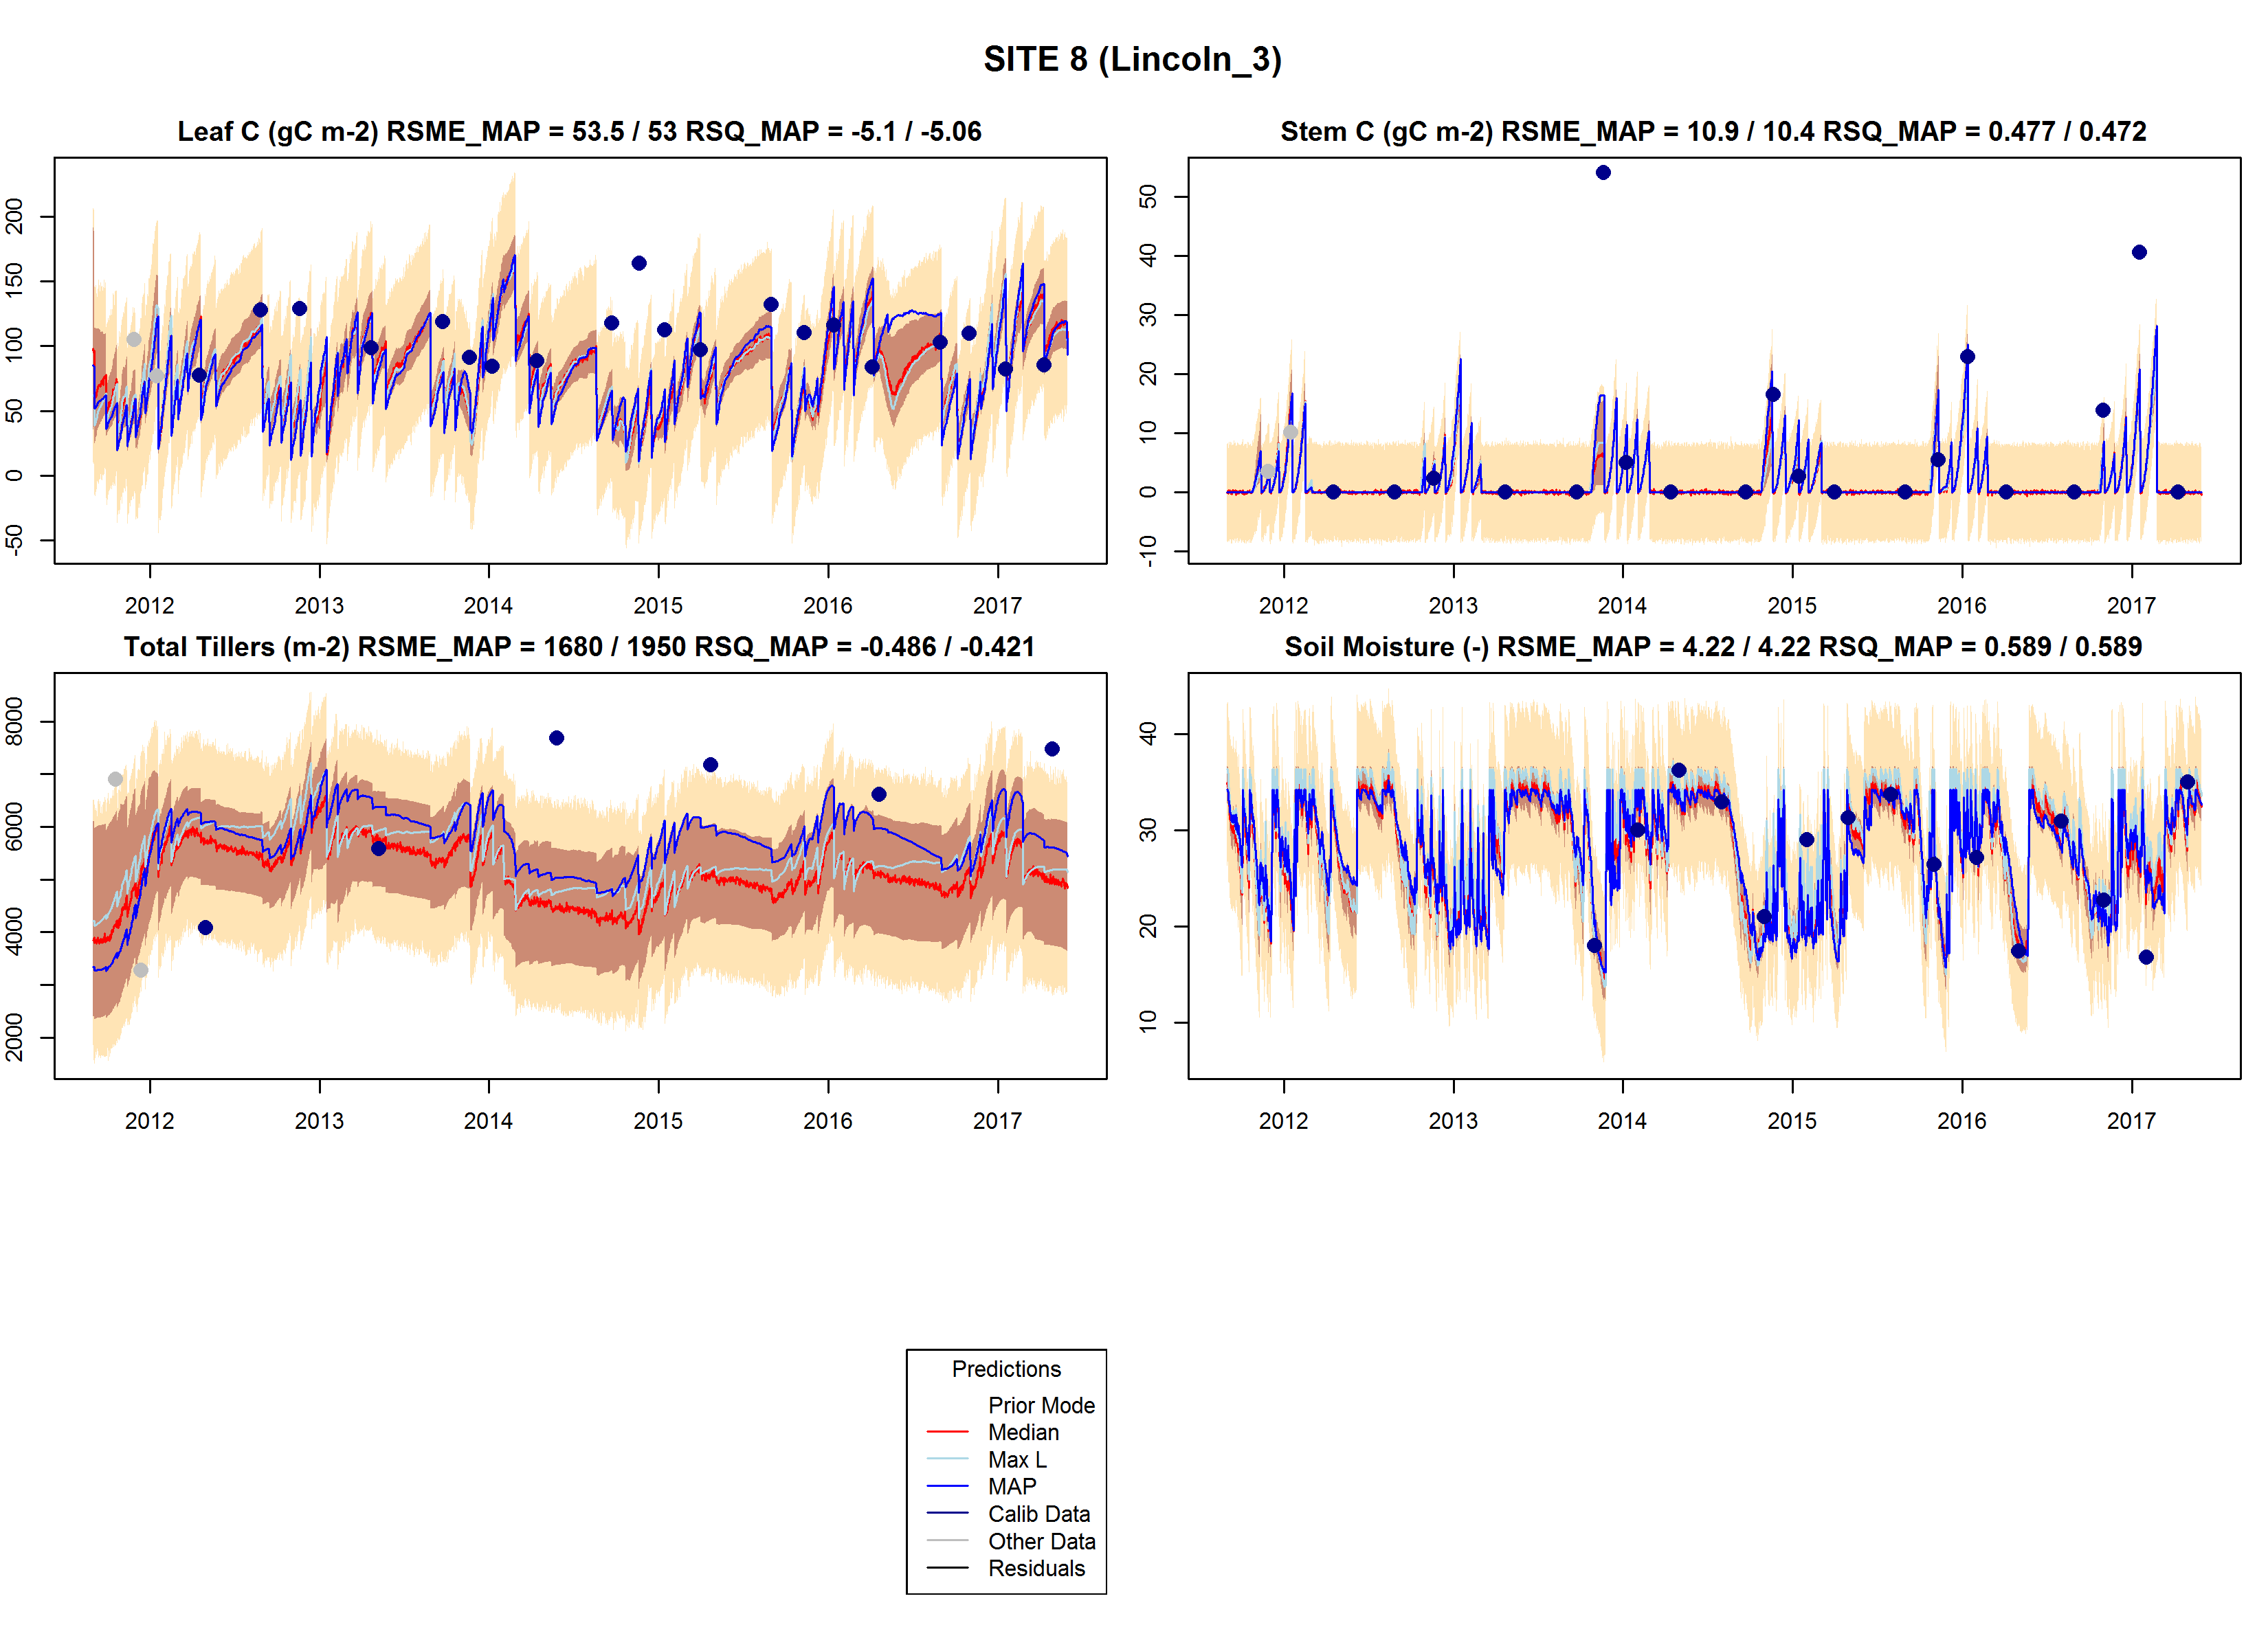 SITE 8 (Lincoln_3)
Leaf C (gC m-2) RSME_MAP = 53.5 / 53 RSQ_MAP = -5.1 / -5.06
200
150
100
50
0
-50
2012 2013 2014 2015 2016 2017
Stem C (gC m-2) RSME_MAP = 10.9 / 10.4 RSQ_MAP = 0.477 / 0.472
50
40
30
20
10
0
-10
2012 2013 2014 2015 2016 2017
Total Tillers (m-2) RSME_MAP = 1680 / 1950 RSQ_MAP = -0.486 / -0.421
8000
6000
4000
2000
2012 2013 2014 2015 2016 2017
Soil Moisture (-) RSME_MAP = 4.22 / 4.22 RSQ_MAP = 0.589 / 0.589
40
30
20
10
2012 2013 2014 2015 2016 2017
Predictions
Prior Mode
Median
Max L
MAP
Calib Data
Other Data
Residuals